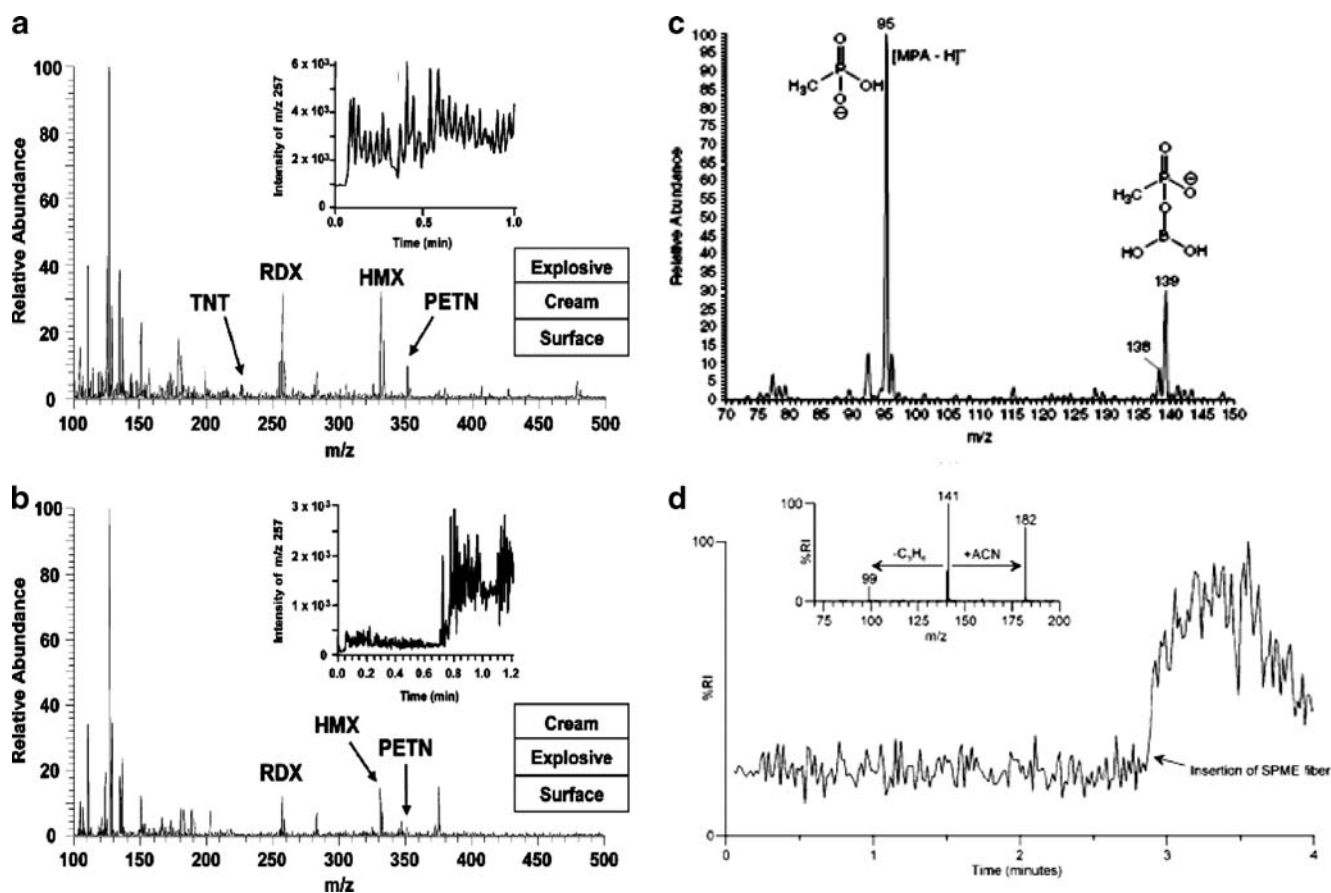 a
100
80
60
40
20
0
Relative Abundance
100 150 200 250 300 350 400 450 500
m/z
TNT
RDX
HMX
PETN
6 x 10³
4 x 10³
2 x 10³
0
Intensity of m/z 257
0.0 0.5 1.0
Time (min)
Explosive
Cream
Surface
b
100
80
60
40
20
0
Relative Abundance
100 150 200 250 300 350 400 450 500
m/z
RDX
HMX
PETN
3 x 10³
2 x 10³
1 x 10³
0
Intensity of m/z 257
0.0 0.2 0.4 0.6 0.8 1.0 1.2
Time (min)
Cream
Explosive
Surface
c
100
95
90
85
80
75
70
65
60
55
50
45
40
35
30
25
20
15
10
5
0
Relative Abundance
70 80 90 100 110 120 130 140 150
m/z
95
[MPA - H]⁻
O
P
H₃C
OH
O
⊖
O
P
⊖
H₃C
O
O
B
HO
OH
139
138
d
100
0
%RI
0 1 2 3 4
Time (minutes)
Insertion of SPME fiber
100
0
%RI
141
182
99
-C₃H₆
+ACN
75 100 125 150 175 200
m/z